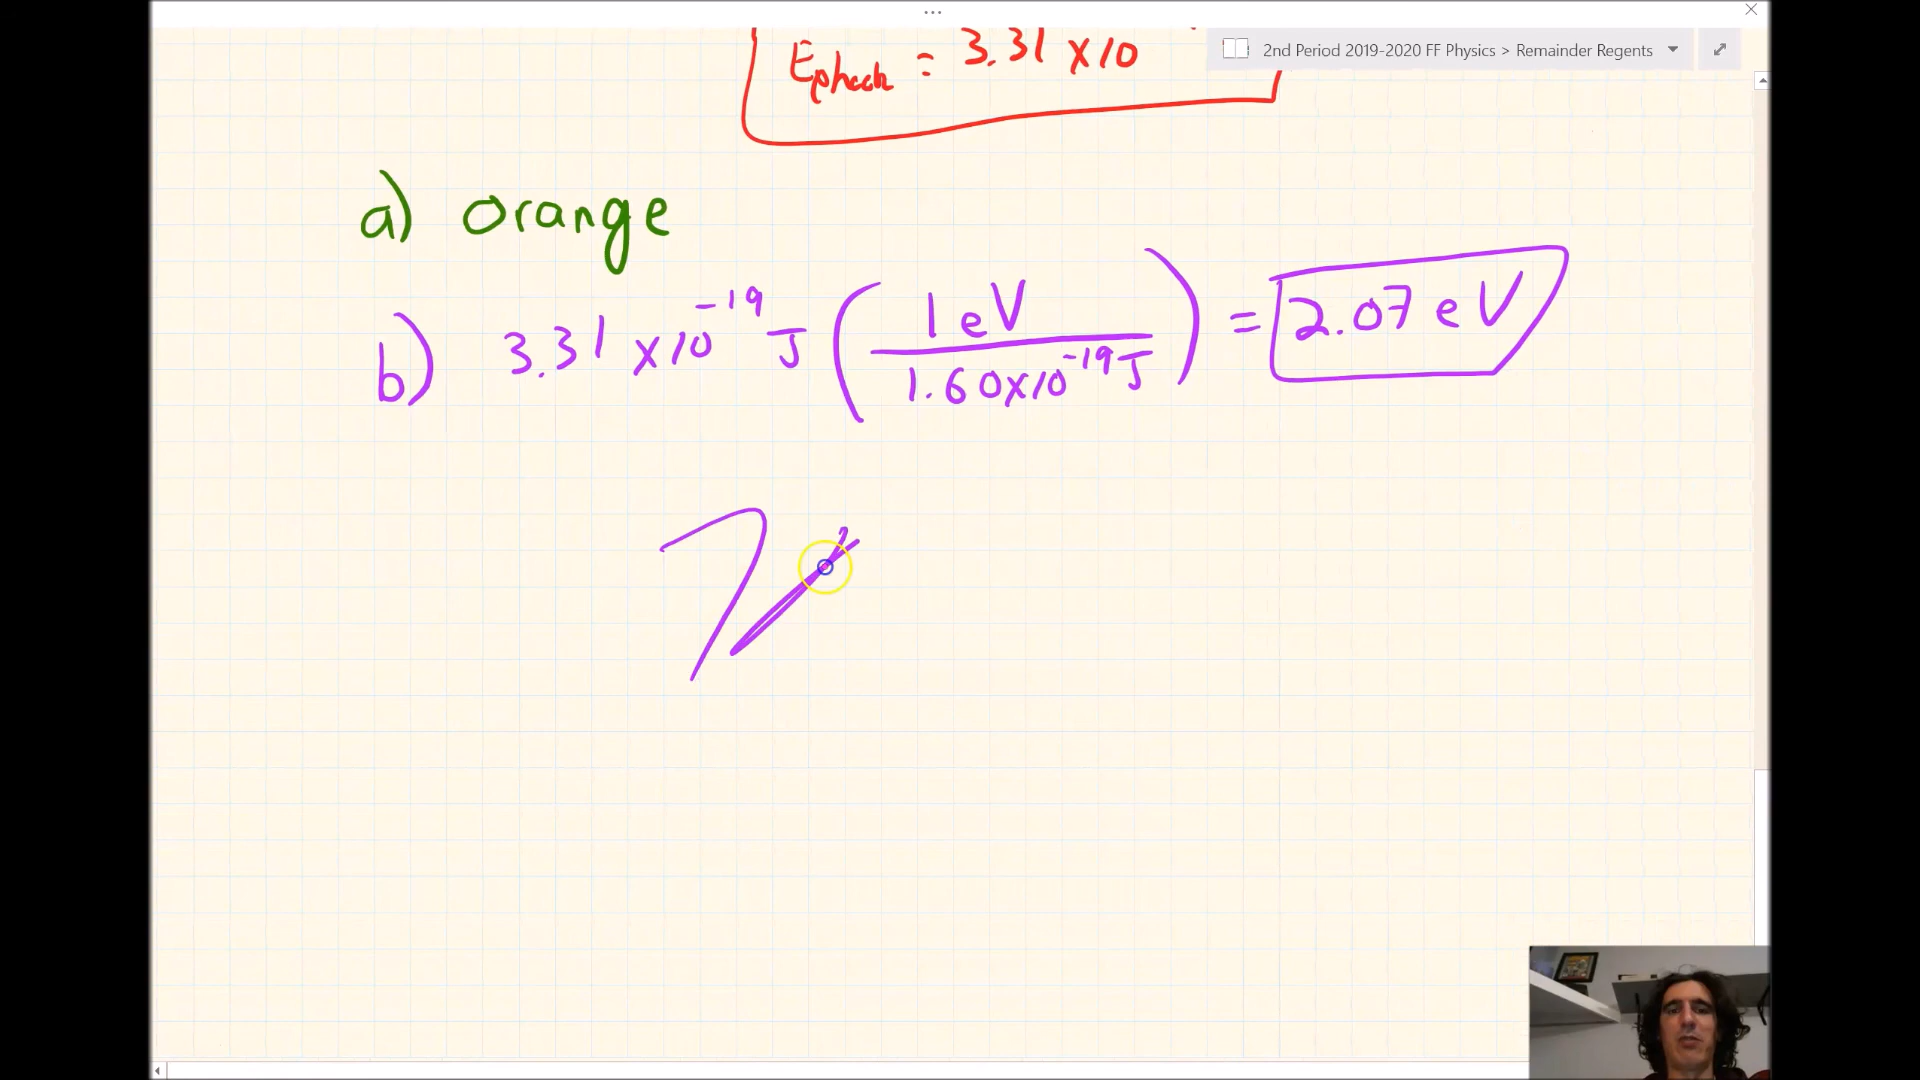 2nd Period 2019-2020 FF Physics > Remainder Regents
= 3.31 x10
a) Orange
b) 3.31 x10^-19 J ( 1 eV / 1.60x10^-19 J ) = 2.07 eV